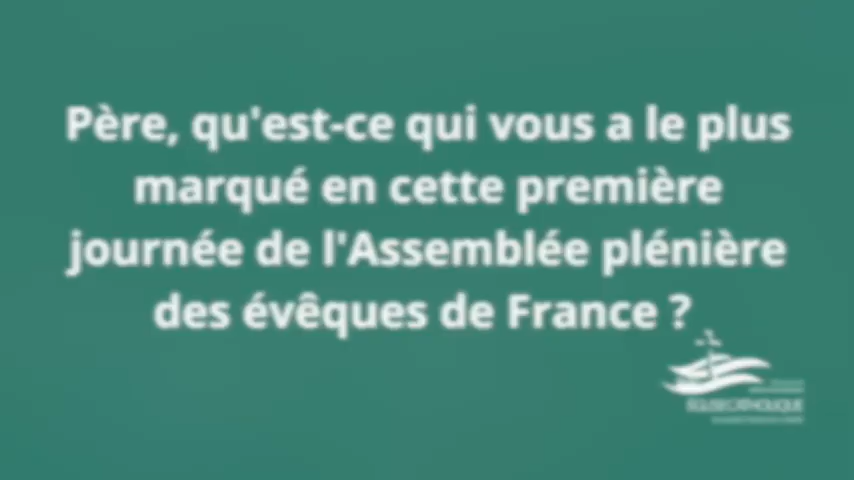 Père, qu'est-ce qui vous a le plus
marqué en cette première
journée de l'Assemblée plénière
des évêques de France ?
ÉGLISE CATHOLIQUE